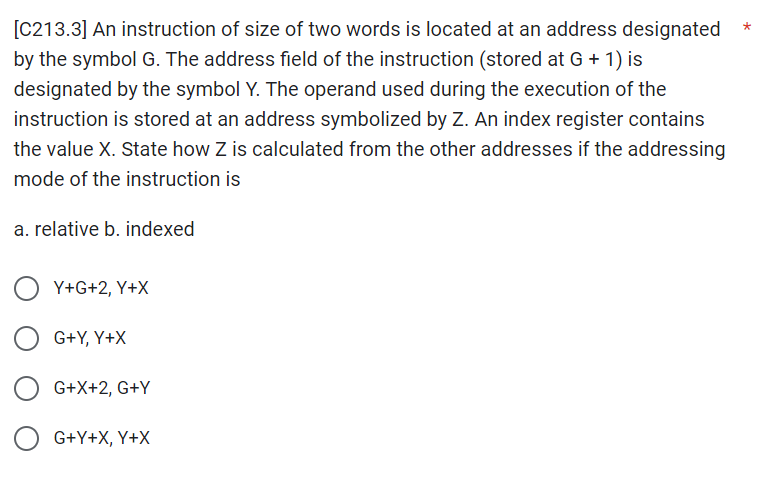 [C213.3] An instruction of size of two words is located at an address designated *
by the symbol G. The address field of the instruction (stored at G + 1) is
designated by the symbol Y. The operand used during the execution of the
instruction is stored at an address symbolized by Z. An index register contains
the value X. State how Z is calculated from the other addresses if the addressing
mode of the instruction is
a. relative b. indexed
Y+G+2, Y+X
G+Y, Y+X
G+X+2, G+Y
G+Y+X, Y+X